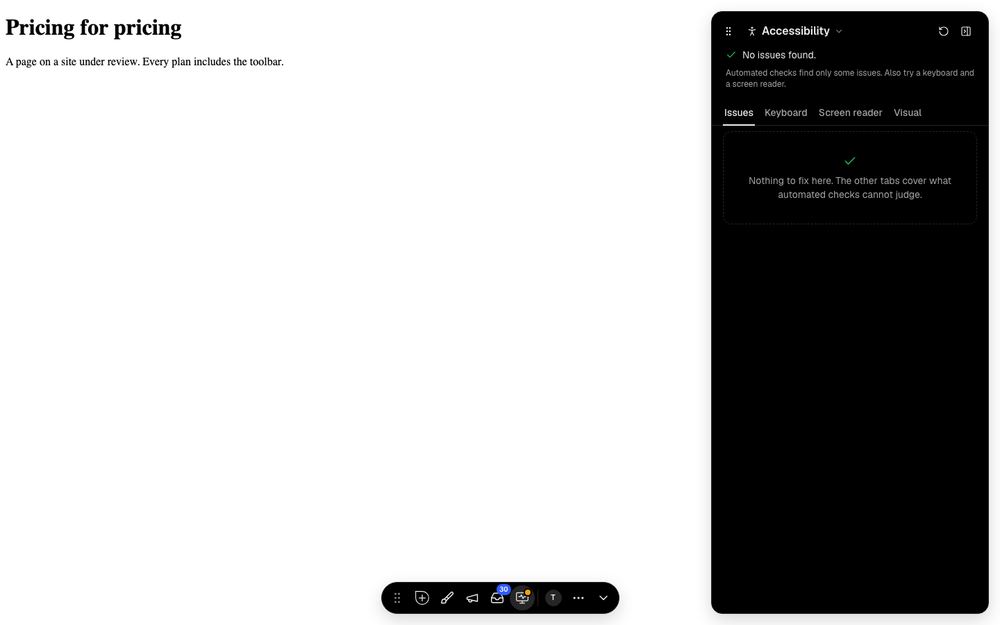 Pricing for pricing
A page on a site under review. Every plan includes the toolbar.
Accessibility
No issues found.
Automated checks find only some issues. Also try a keyboard and
a screen reader.
Issues Keyboard Screen reader Visual
Nothing to fix here. The other tabs cover what
automated checks cannot judge.
30
T